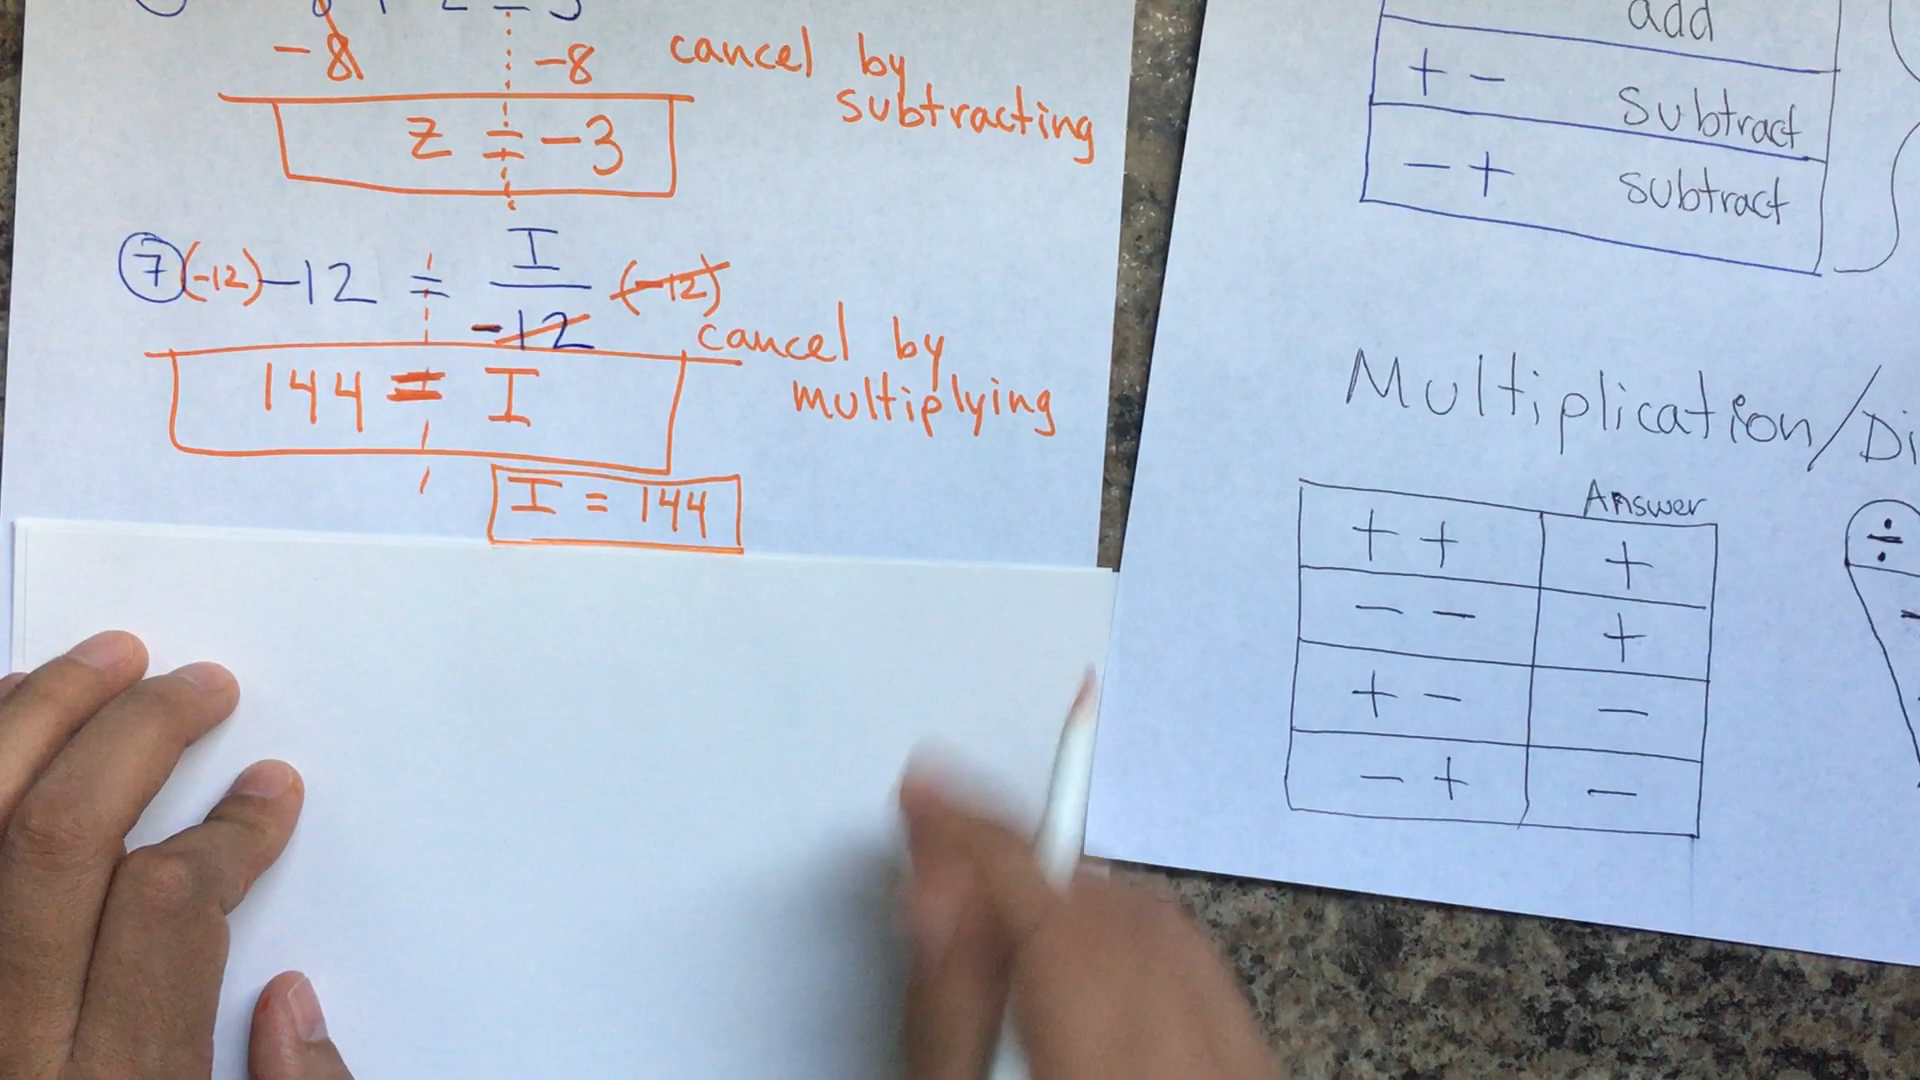 -8 -8 cancel by
subtracting
z = -3
7 (-12) -12 = I
-12 (-12)
cancel by
multiplying
144 = I
I = 144
add
+ - subtract
- + subtract
Multiplication/Di
Answer
+ + +
- - +
+ - -
- + -
÷